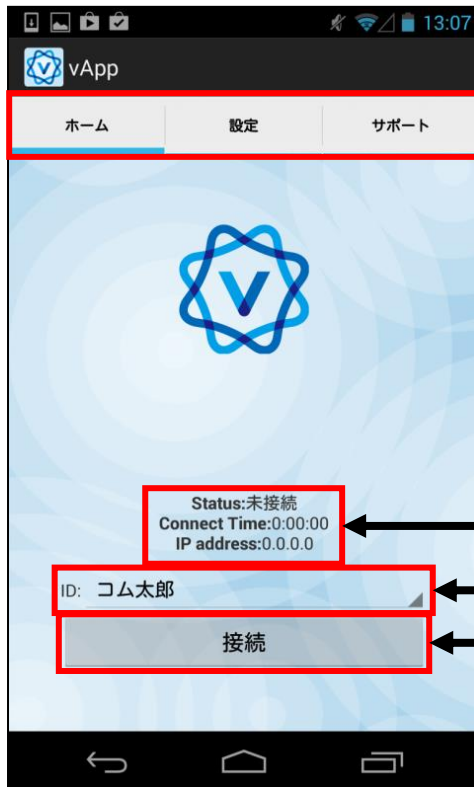 13:07
vApp
ホーム 設定 サポート
V
Status:未接続
Connect Time:0:00:00
IP address:0.0.0.0
ID: コム太郎
接続